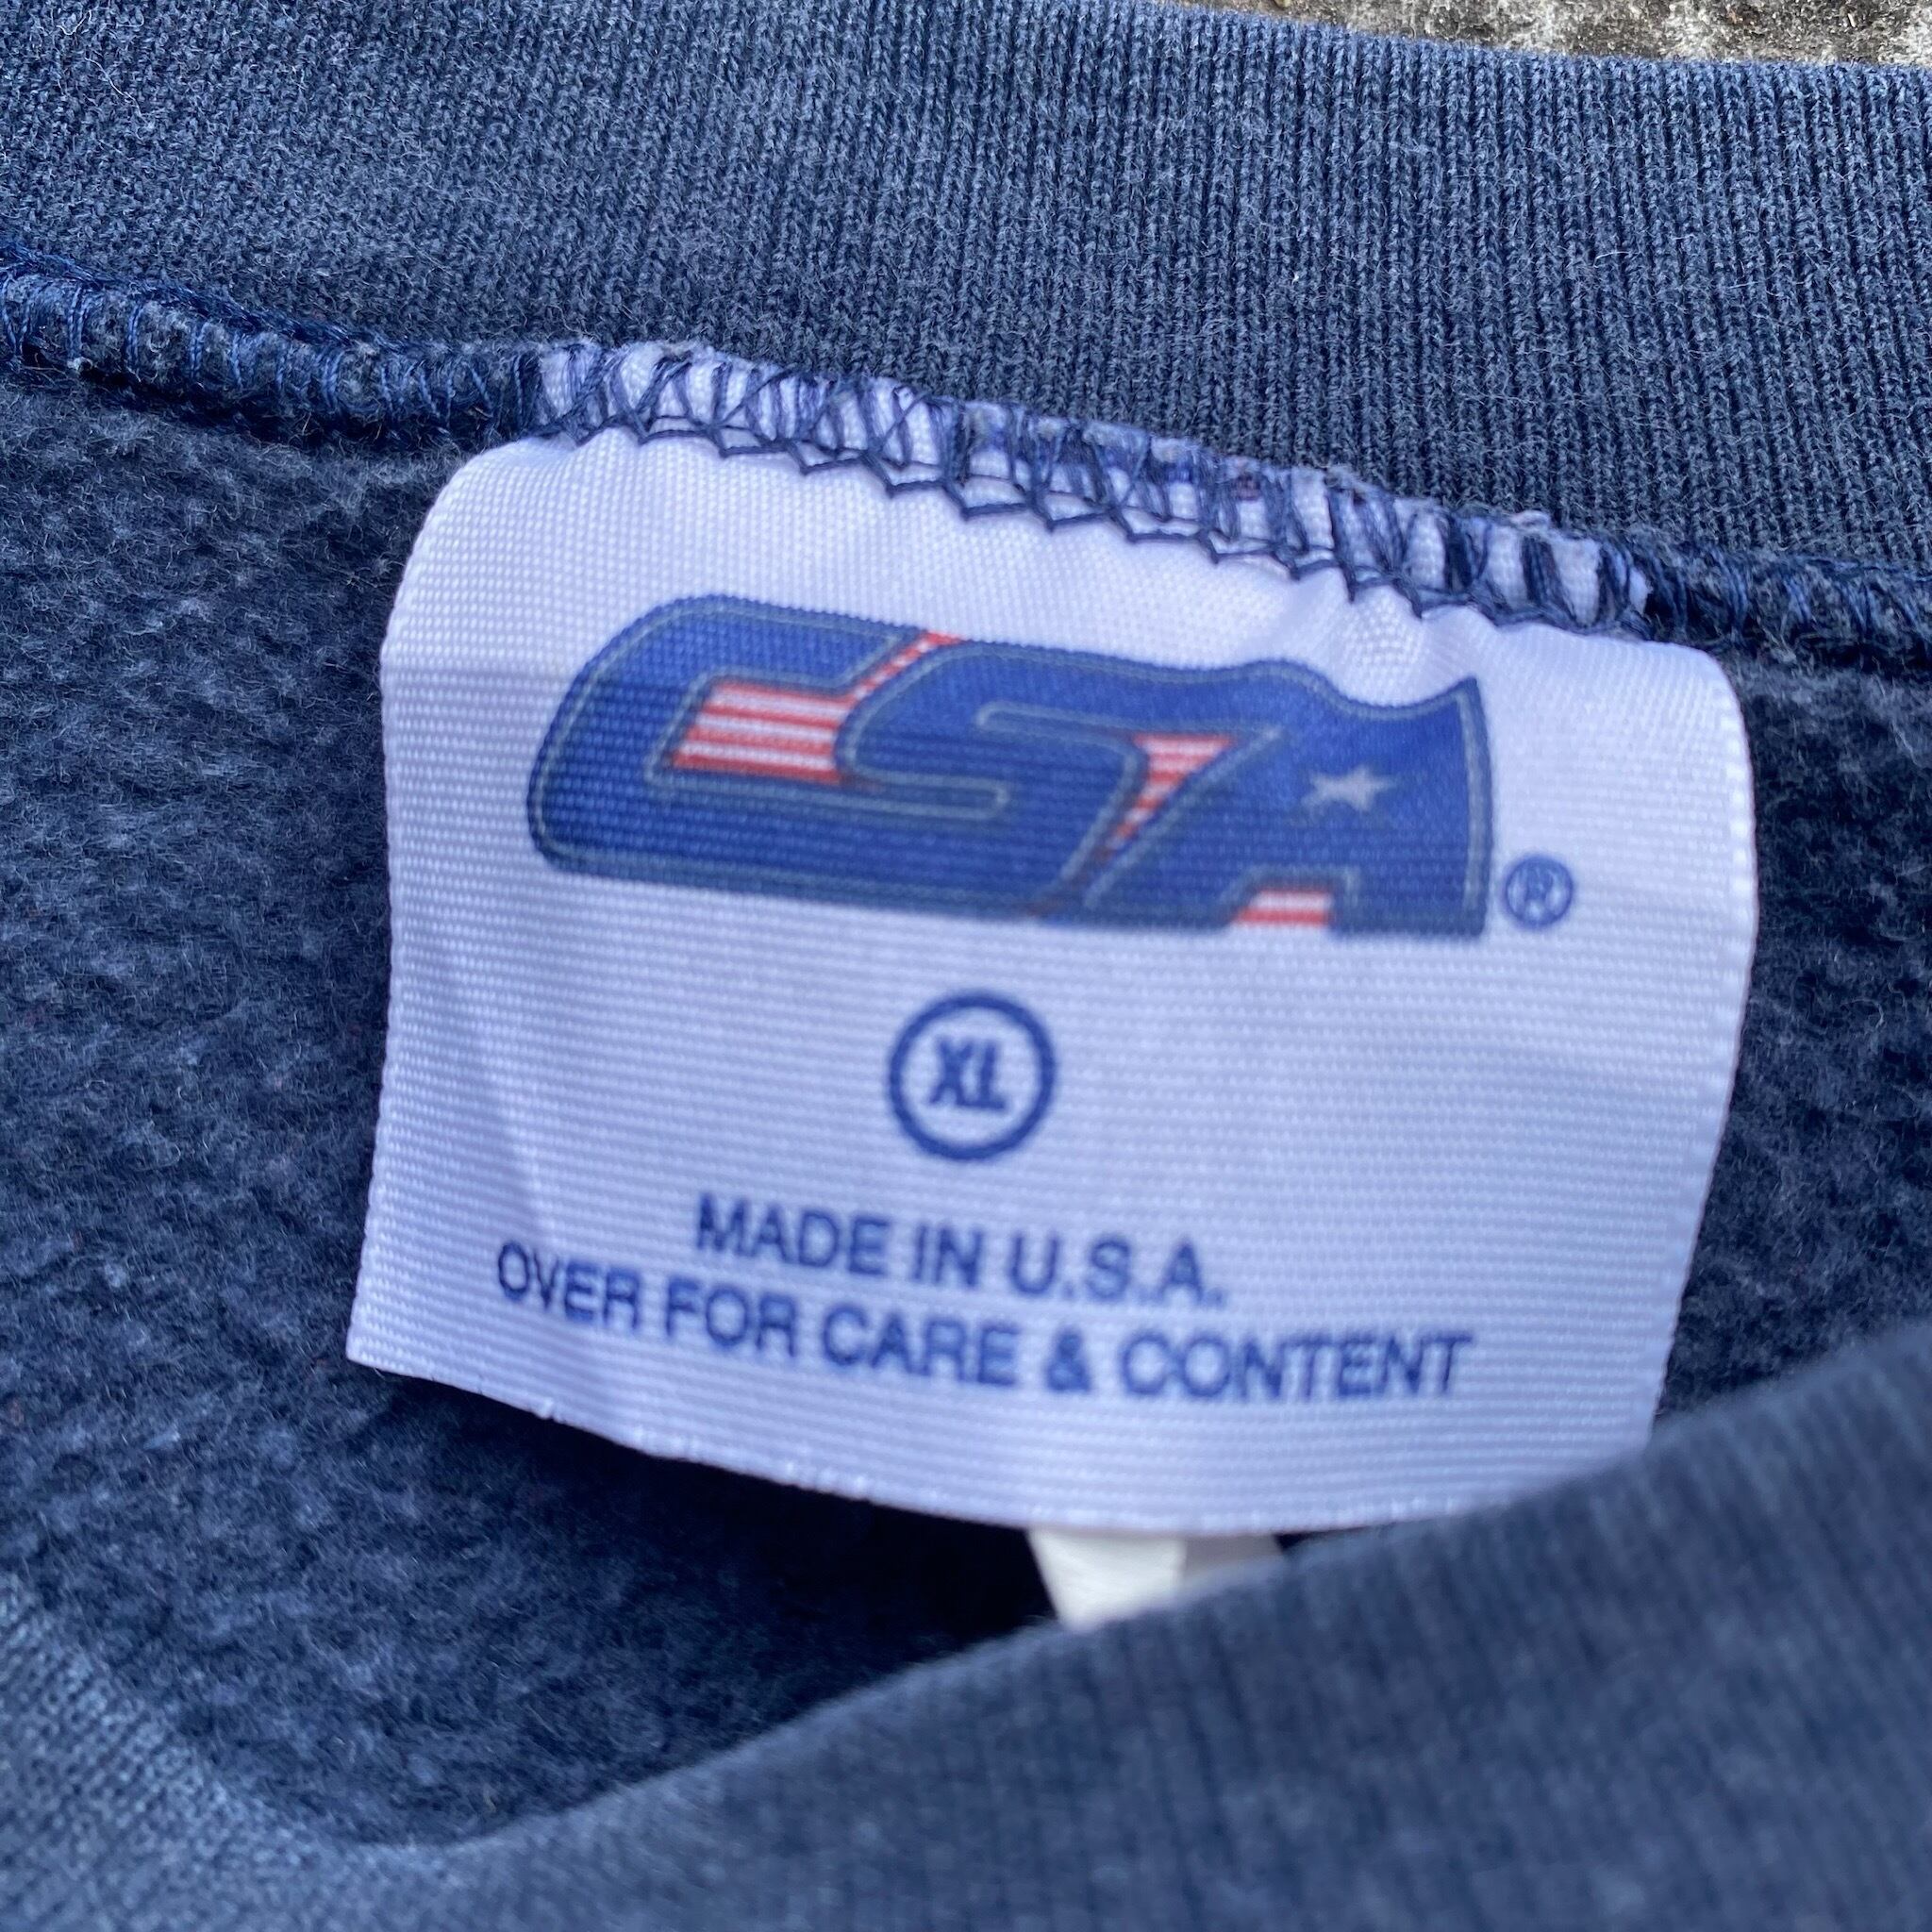 CSA®
XL
MADE IN U.S.A.
OVER FOR CARE & CONTENT